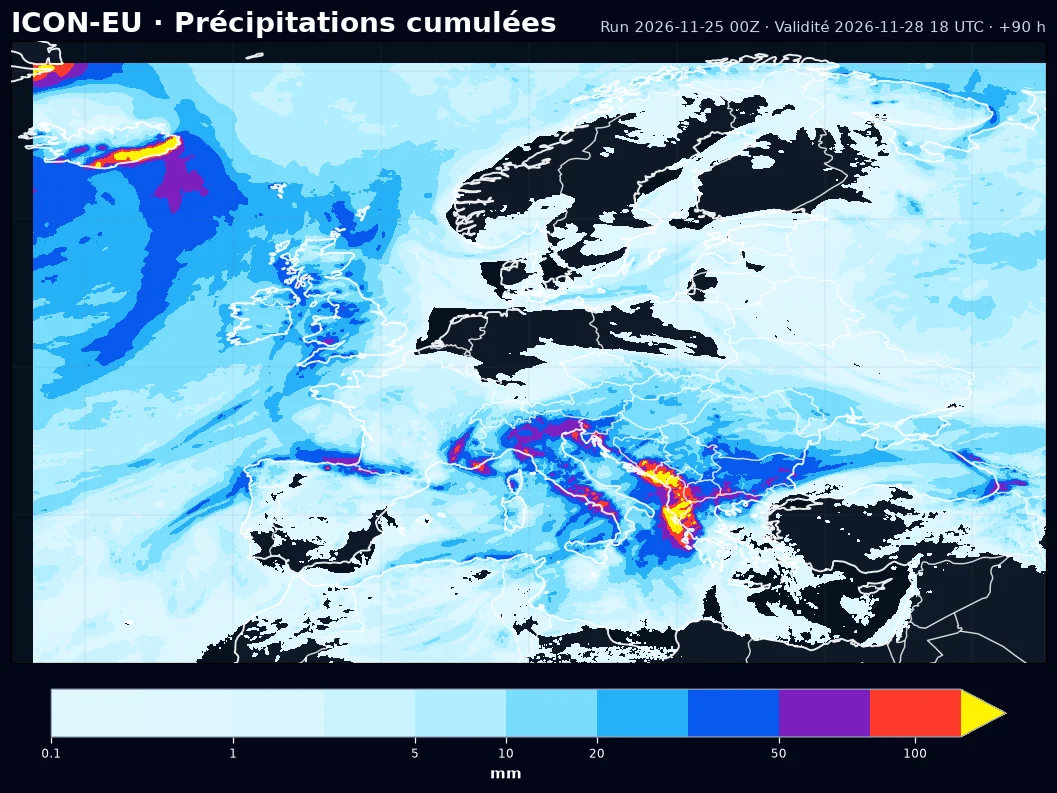 ICON-EU · Précipitations cumulées
Run 2026-11-25 00Z · Validité 2026-11-28 18 UTC · +90 h
0.1 1 5 10 20 50 100
mm